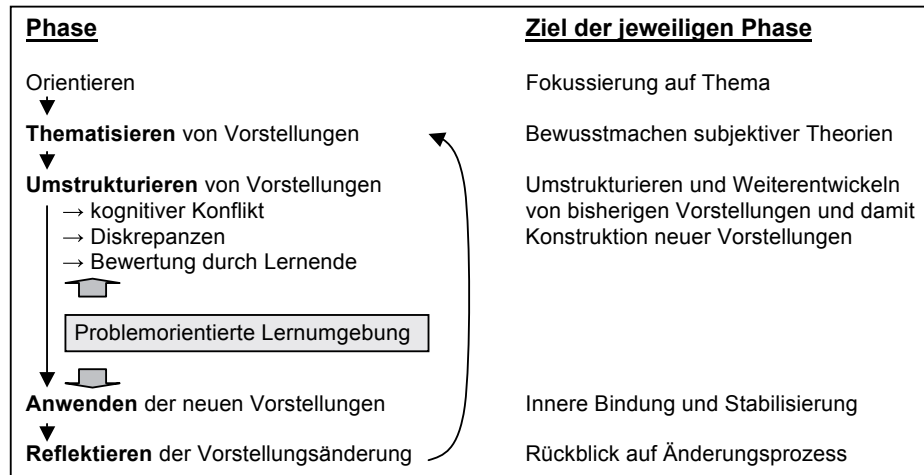 Phase Ziel der jeweiligen Phase
Orientieren Fokussierung auf Thema
Thematisieren von Vorstellungen Bewusstmachen subjektiver Theorien
Umstrukturieren von Vorstellungen Umstrukturieren und Weiterentwickeln
→ kognitiver Konflikt von bisherigen Vorstellungen und damit
→ Diskrepanzen Konstruktion neuer Vorstellungen
→ Bewertung durch Lernende
Problemorientierte Lernumgebung
Anwenden der neuen Vorstellungen Innere Bindung und Stabilisierung
Reflektieren der Vorstellungsänderung Rückblick auf Änderungsprozess